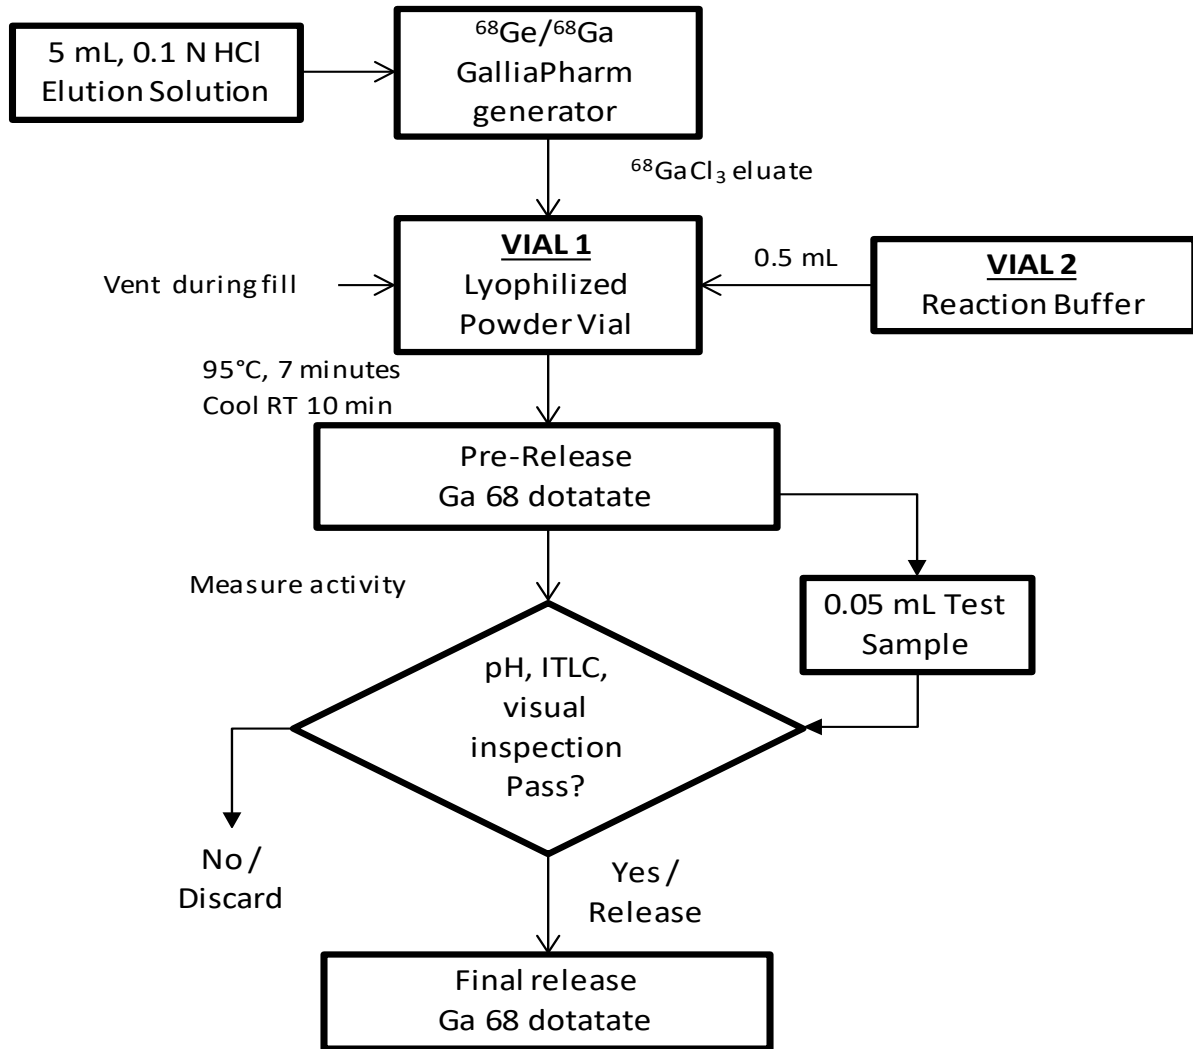 5 mL, 0.1 N HCl
Elution Solution
⁶⁸Ge/⁶⁸Ga
GalliaPharm
generator
⁶⁸GaCl₃ eluate
Vent during fill
VIAL 1
Lyophilized
Powder Vial
0.5 mL
VIAL 2
Reaction Buffer
95°C, 7 minutes
Cool RT 10 min
Pre-Release
Ga 68 dotatate
Measure activity
0.05 mL Test
Sample
pH, ITLC,
visual
inspection
Pass?
No /
Discard
Yes /
Release
Final release
Ga 68 dotatate